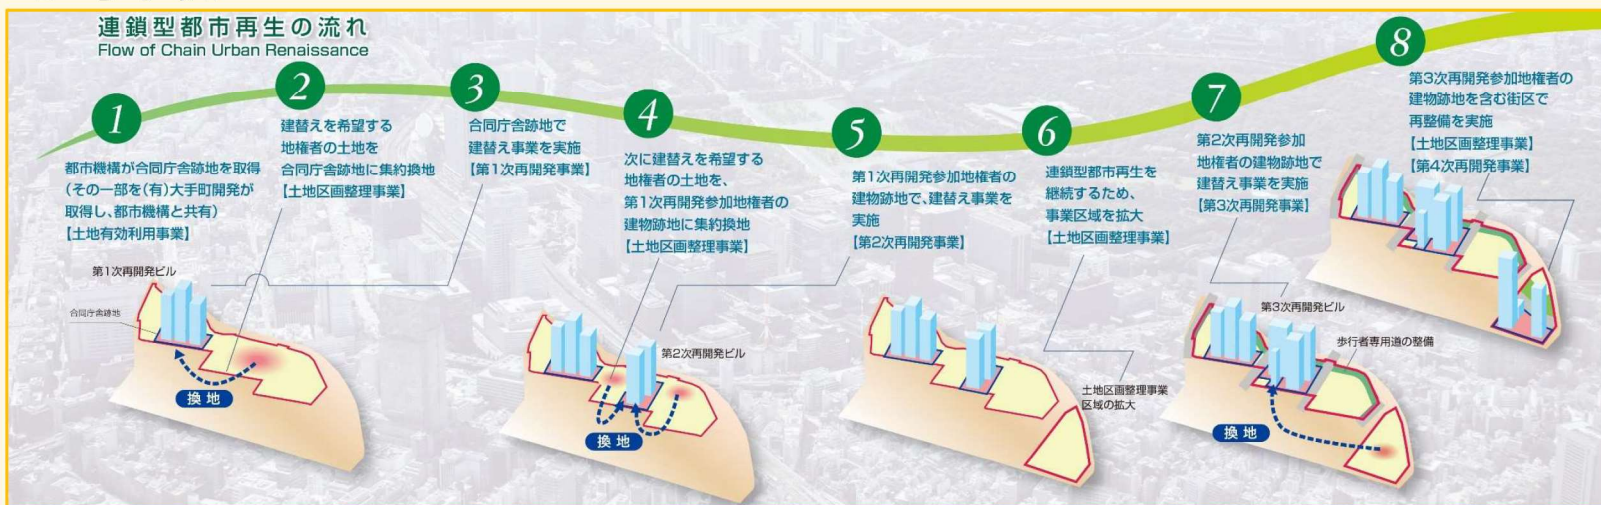 連鎖型都市再生の流れ
Flow of Chain Urban Renaissance
1
都市機構が合同庁舎跡地を取得
(その一部を(有)大手町開発が
取得し、都市機構と共有)
【土地有効利用事業】
2
建替えを希望する
地権者の土地を
合同庁舎跡地に集約換地
【土地区画整理事業】
3
合同庁舎跡地で
建替え事業を実施
【第1次再開発事業】
4
次に建替えを希望する
地権者の土地を、
第1次再開発参加地権者の
建物跡地に集約換地
【土地区画整理事業】
5
第1次再開発参加地権者の
建物跡地で、建替え事業を
実施
【第2次再開発事業】
6
連鎖型都市再生を
継続するため、
事業区域を拡大
【土地区画整理事業】
7
第2次再開発参加
地権者の建物跡地で
建替え事業を実施
【第3次再開発事業】
8
第3次再開発参加地権者の
建物跡地を含む街区で
再整備を実施
【土地区画整理事業】
【第4次再開発事業】
第1次再開発ビル
合同庁舎跡地
換地
第2次再開発ビル
換地
土地区画整理事業
区域の拡大
第3次再開発ビル
歩行者専用道の整備
換地